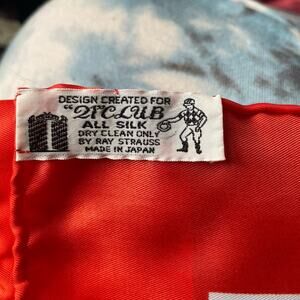 DESIGN CREATED FOR
"21"CLUB
ALL SILK
DRY CLEAN ONLY
BY RAY STRAUSS
MADE IN JAPAN